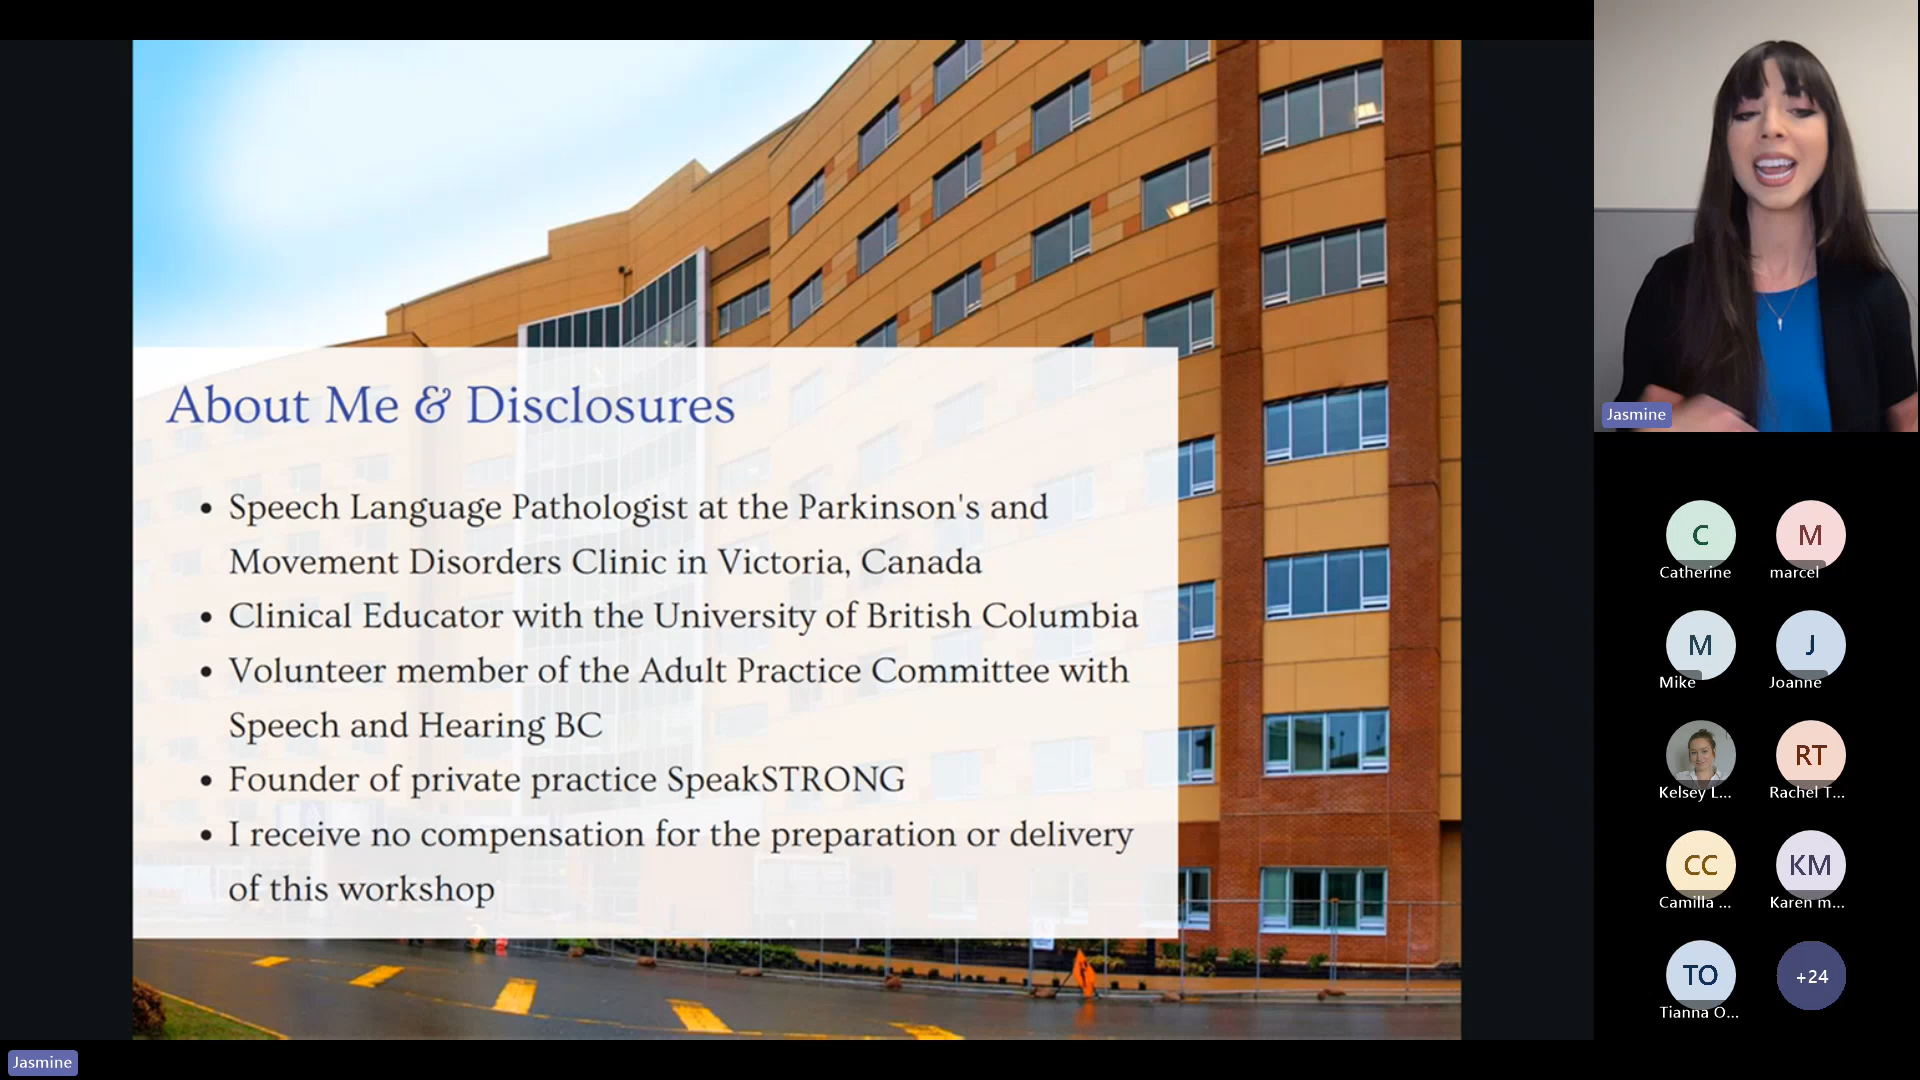 About Me & Disclosures
• Speech Language Pathologist at the Parkinson's and
Movement Disorders Clinic in Victoria, Canada
• Clinical Educator with the University of British Columbia
• Volunteer member of the Adult Practice Committee with
Speech and Hearing BC
• Founder of private practice SpeakSTRONG
• I receive no compensation for the preparation or delivery
of this workshop
Jasmine
Jasmine
C
Catherine
M
marcel
M
Mike
J
Joanne
Kelsey L...
RT
Rachel T...
CC
Camilla ...
KM
Karen m...
TO
Tianna O...
+24